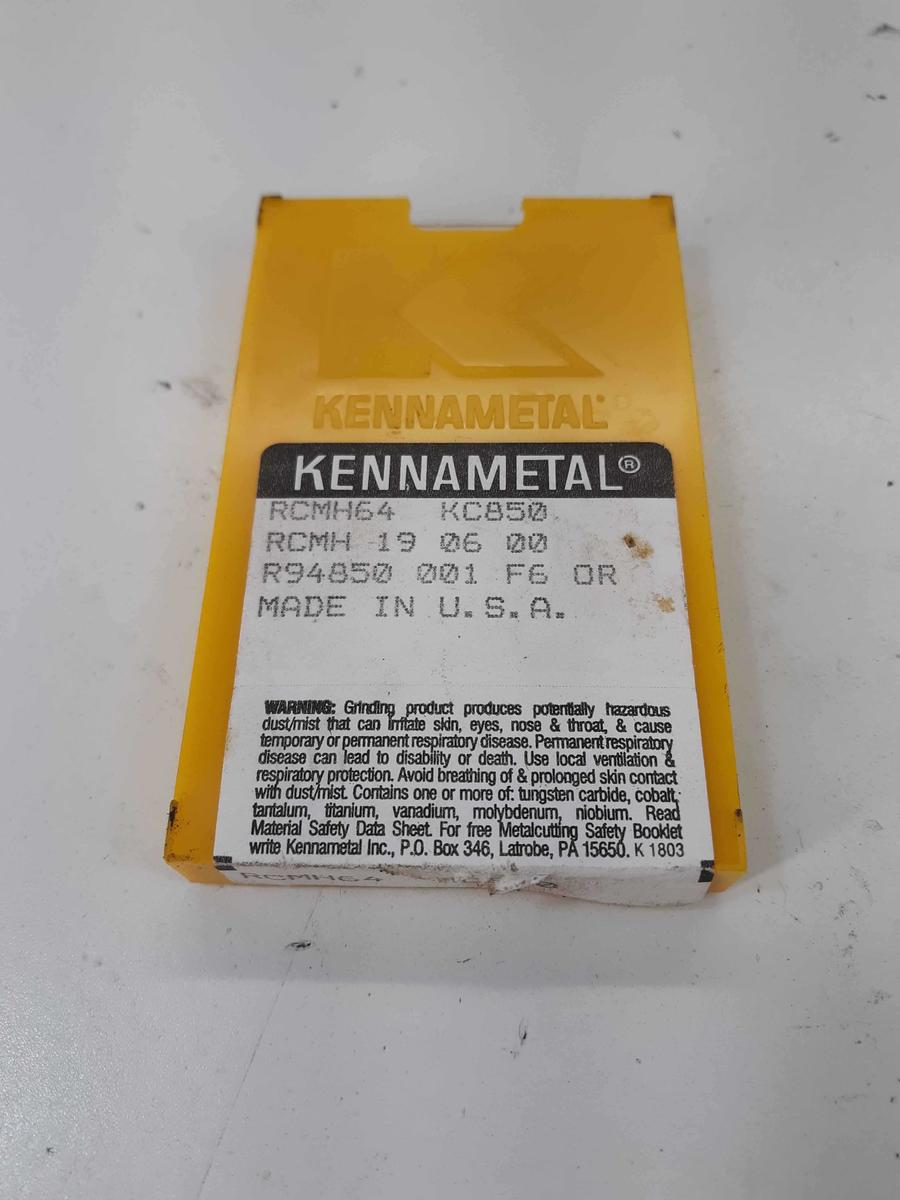 KENNAMETAL
KENNAMETAL®
RCMH64 KC850
RCMH 19 06 00
R94850 001 F6 OR
MADE IN U.S.A.
WARNING: Grinding product produces potentially hazardous
dust/mist that can irritate skin, eyes, nose & throat, & cause
temporary or permanent respiratory disease. Permanent respiratory
disease can lead to disability or death. Use local ventilation &
respiratory protection. Avoid breathing of & prolonged skin contact
with dust/mist. Contains one or more of: tungsten carbide, cobalt,
tantalum, titanium, vanadium, molybdenum, niobium. Read
Material Safety Data Sheet. For free Metalcutting Safety Booklet
write Kennametal Inc., P.O. Box 346, Latrobe, PA 15650. K 1803
RCMH64